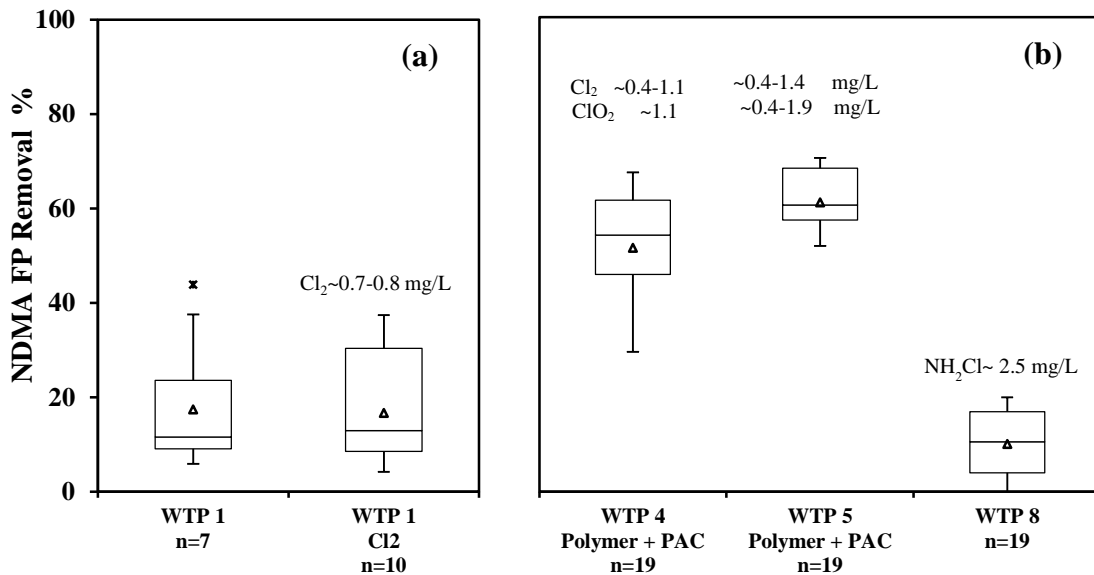 NDMA FP Removal %
100
80
60
40
20
0
(a)
Cl₂~0.7-0.8 mg/L
WTP 1
n=7
WTP 1
Cl2
n=10
(b)
Cl₂ ~0.4-1.1 ~0.4-1.4 mg/L
ClO₂ ~1.1 ~0.4-1.9 mg/L
NH₂Cl~ 2.5 mg/L
WTP 4
Polymer + PAC
n=19
WTP 5
Polymer + PAC
n=19
WTP 8
n=19